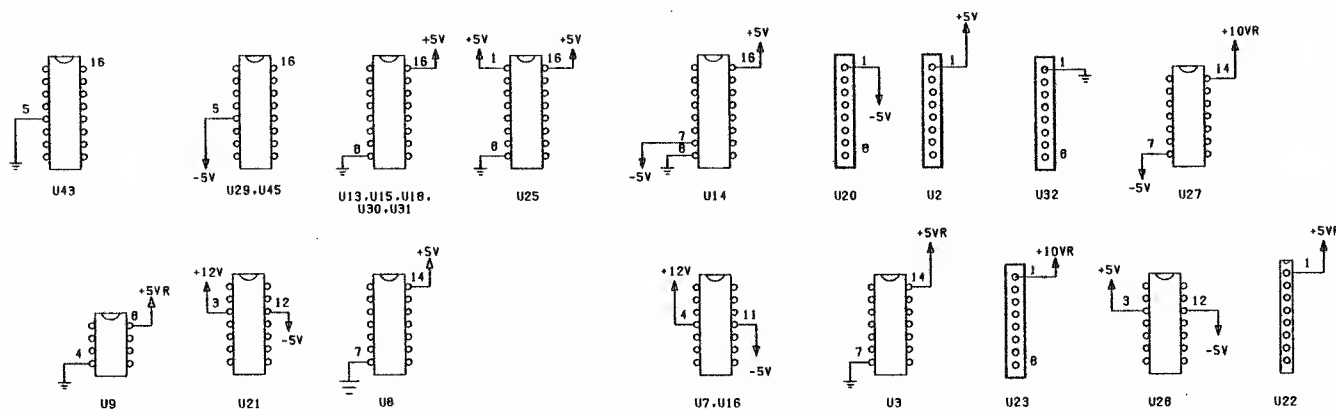 16
5
U43
16
5
-5V
U29,U45
+5V
16
8
U13,U15,U18,
U30,U31
+5V
+5V
1
16
8
U25
+5V
16
7
8
-5V
U14
1
-5V
8
U20
+5V
1
8
U2
1
8
U32
+10VR
14
7
-5V
U27
+5VR
8
4
U9
+12V
3
12
-5V
U21
+5V
14
7
U8
+12V
4
11
-5V
U7,U16
+5VR
14
7
U3
+10VR
1
8
U23
+5V
3
12
-5V
U26
+5VR
1
U22